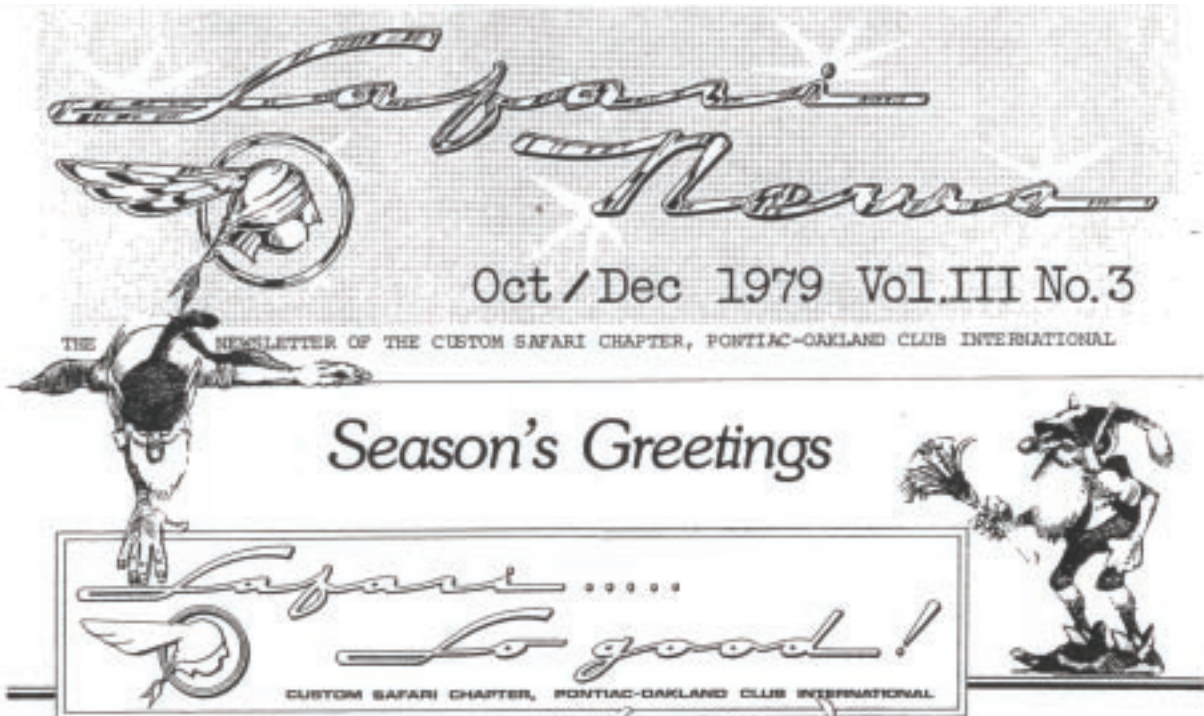 Safari
News
Oct/Dec 1979 Vol.III No.3
THE NEWSLETTER OF THE CUSTOM SAFARI CHAPTER, PONTIAC-OAKLAND CLUB INTERNATIONAL
Season's Greetings
Safari.....
So good!
CUSTOM SAFARI CHAPTER, PONTIAC-OAKLAND CLUB INTERNATIONAL